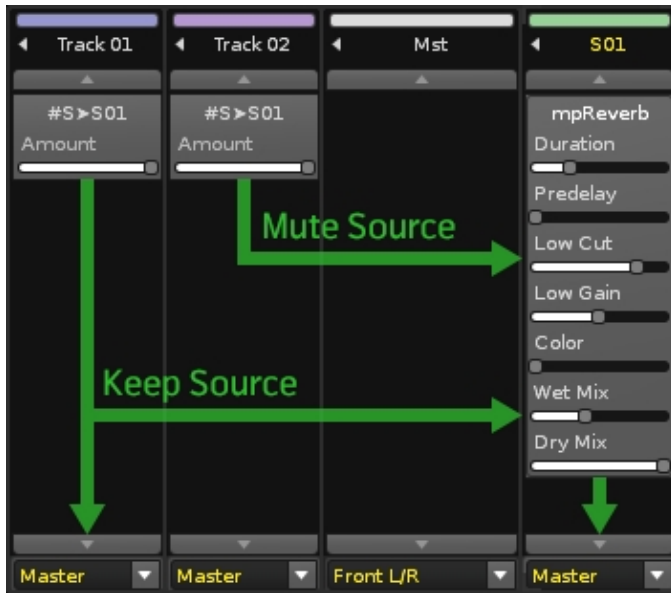 Track 01 Track 02 Mst S01
#S➤S01 #S➤S01 mpReverb
Amount Amount Duration
Predelay
Mute Source
Low Cut
Low Gain
Color
Keep Source
Wet Mix
Dry Mix
Master Master Front L/R Master